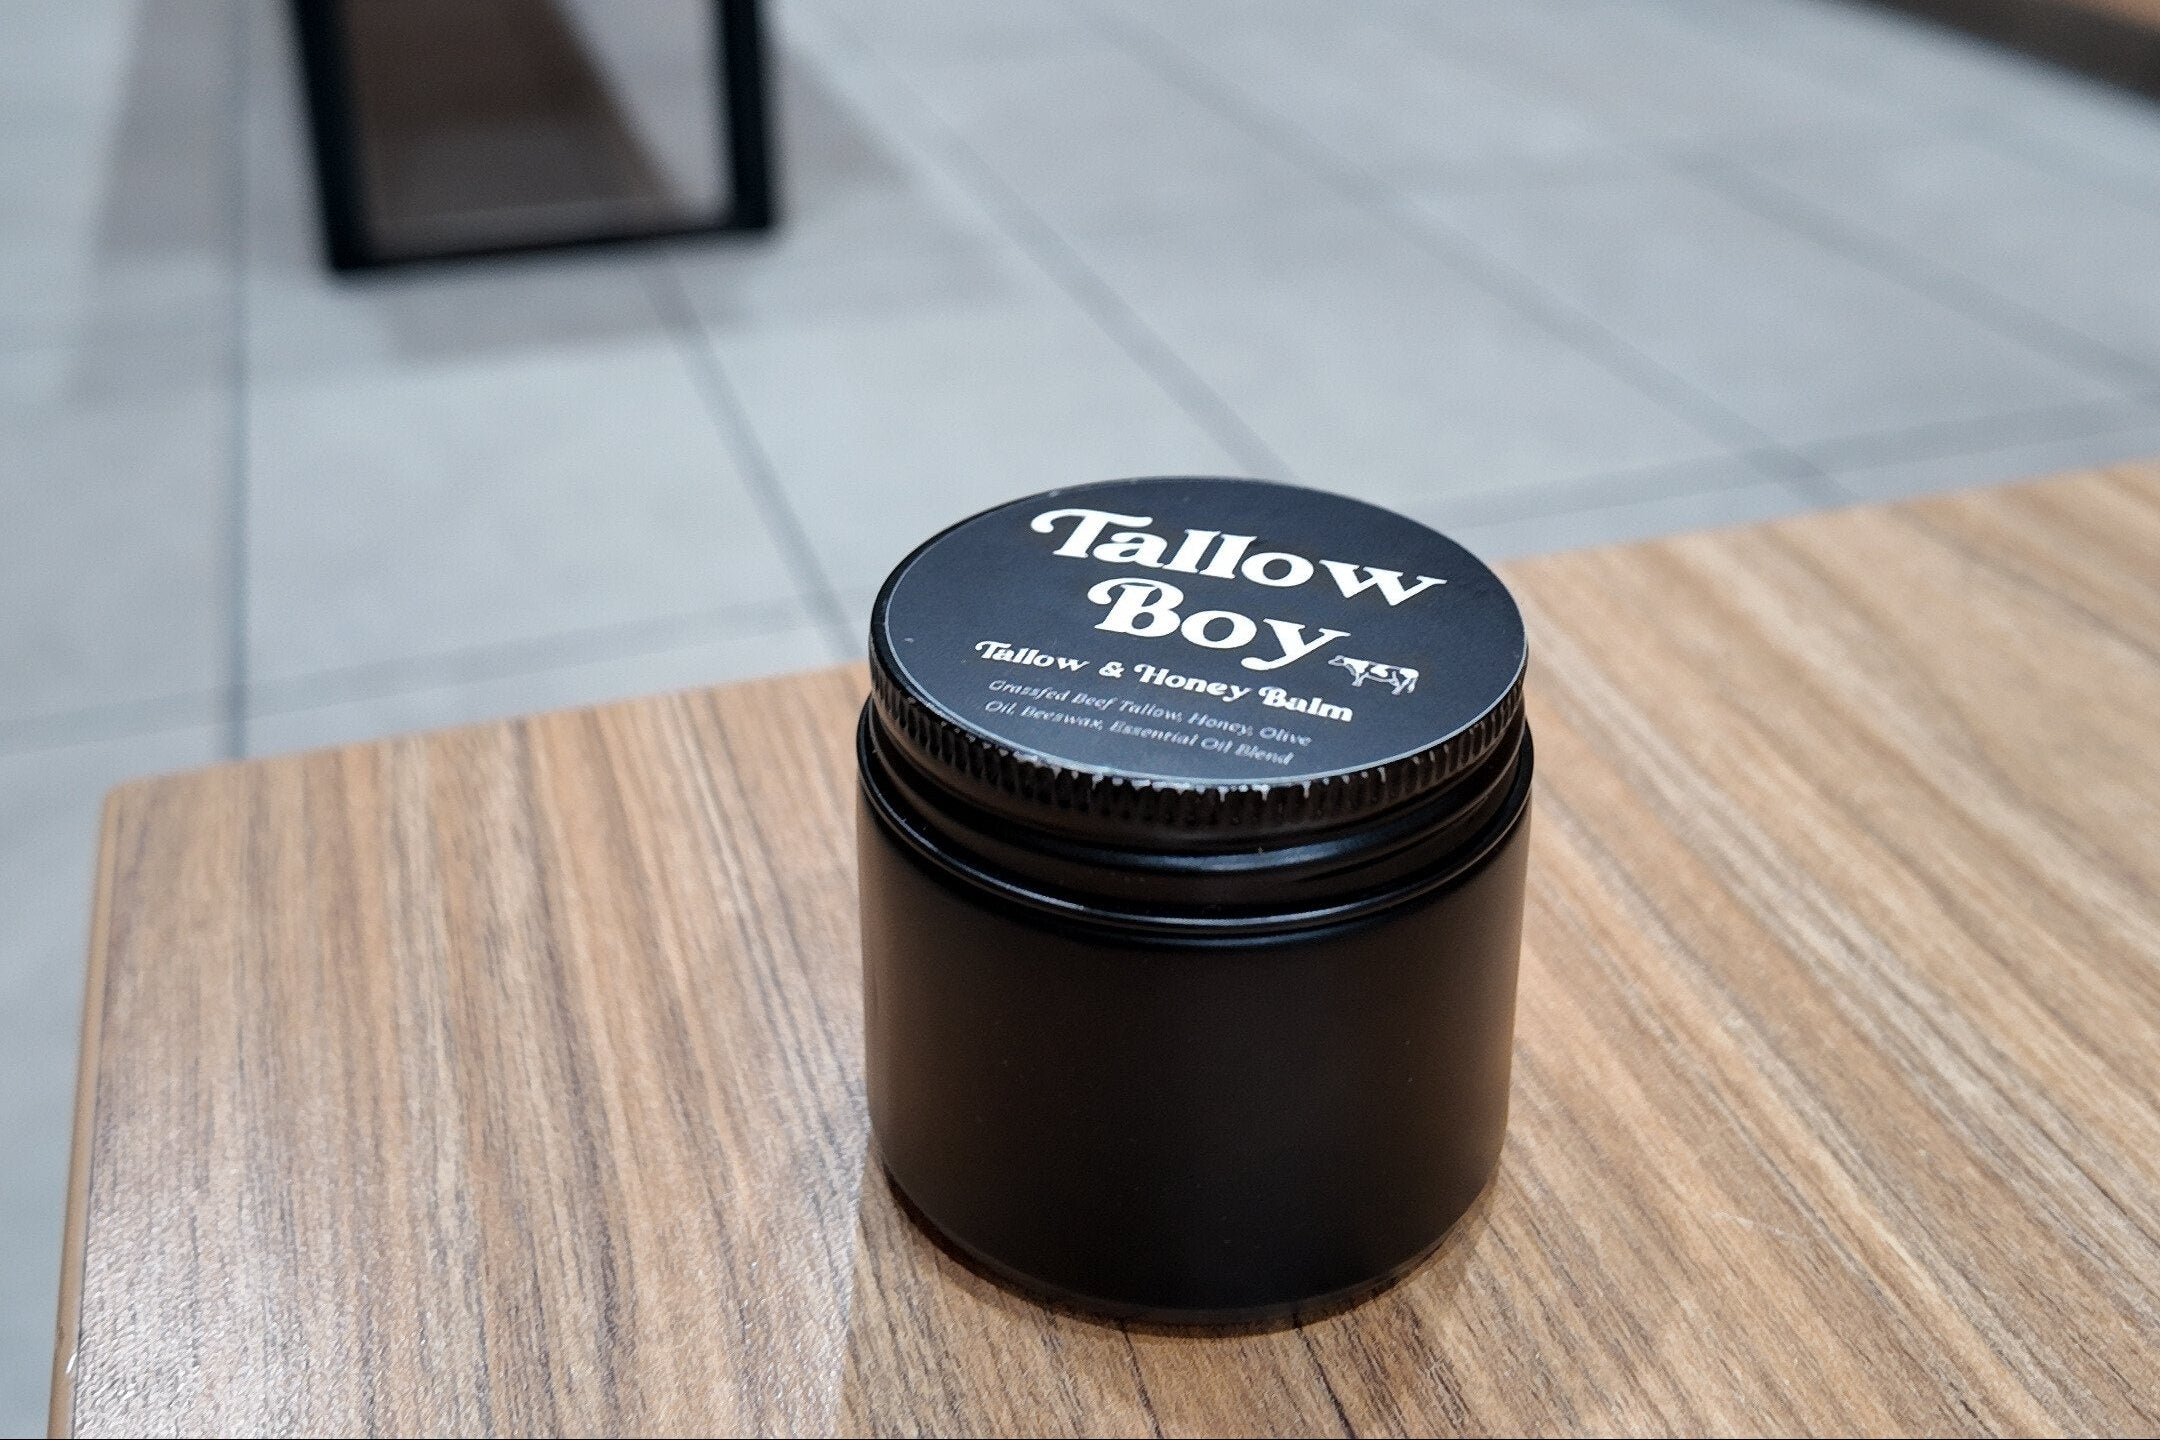 Tallow
Boy
Tallow & Honey Balm
Grassfed Beef Tallow, Honey, Olive
Oil, Beeswax, Essential Oil Blend